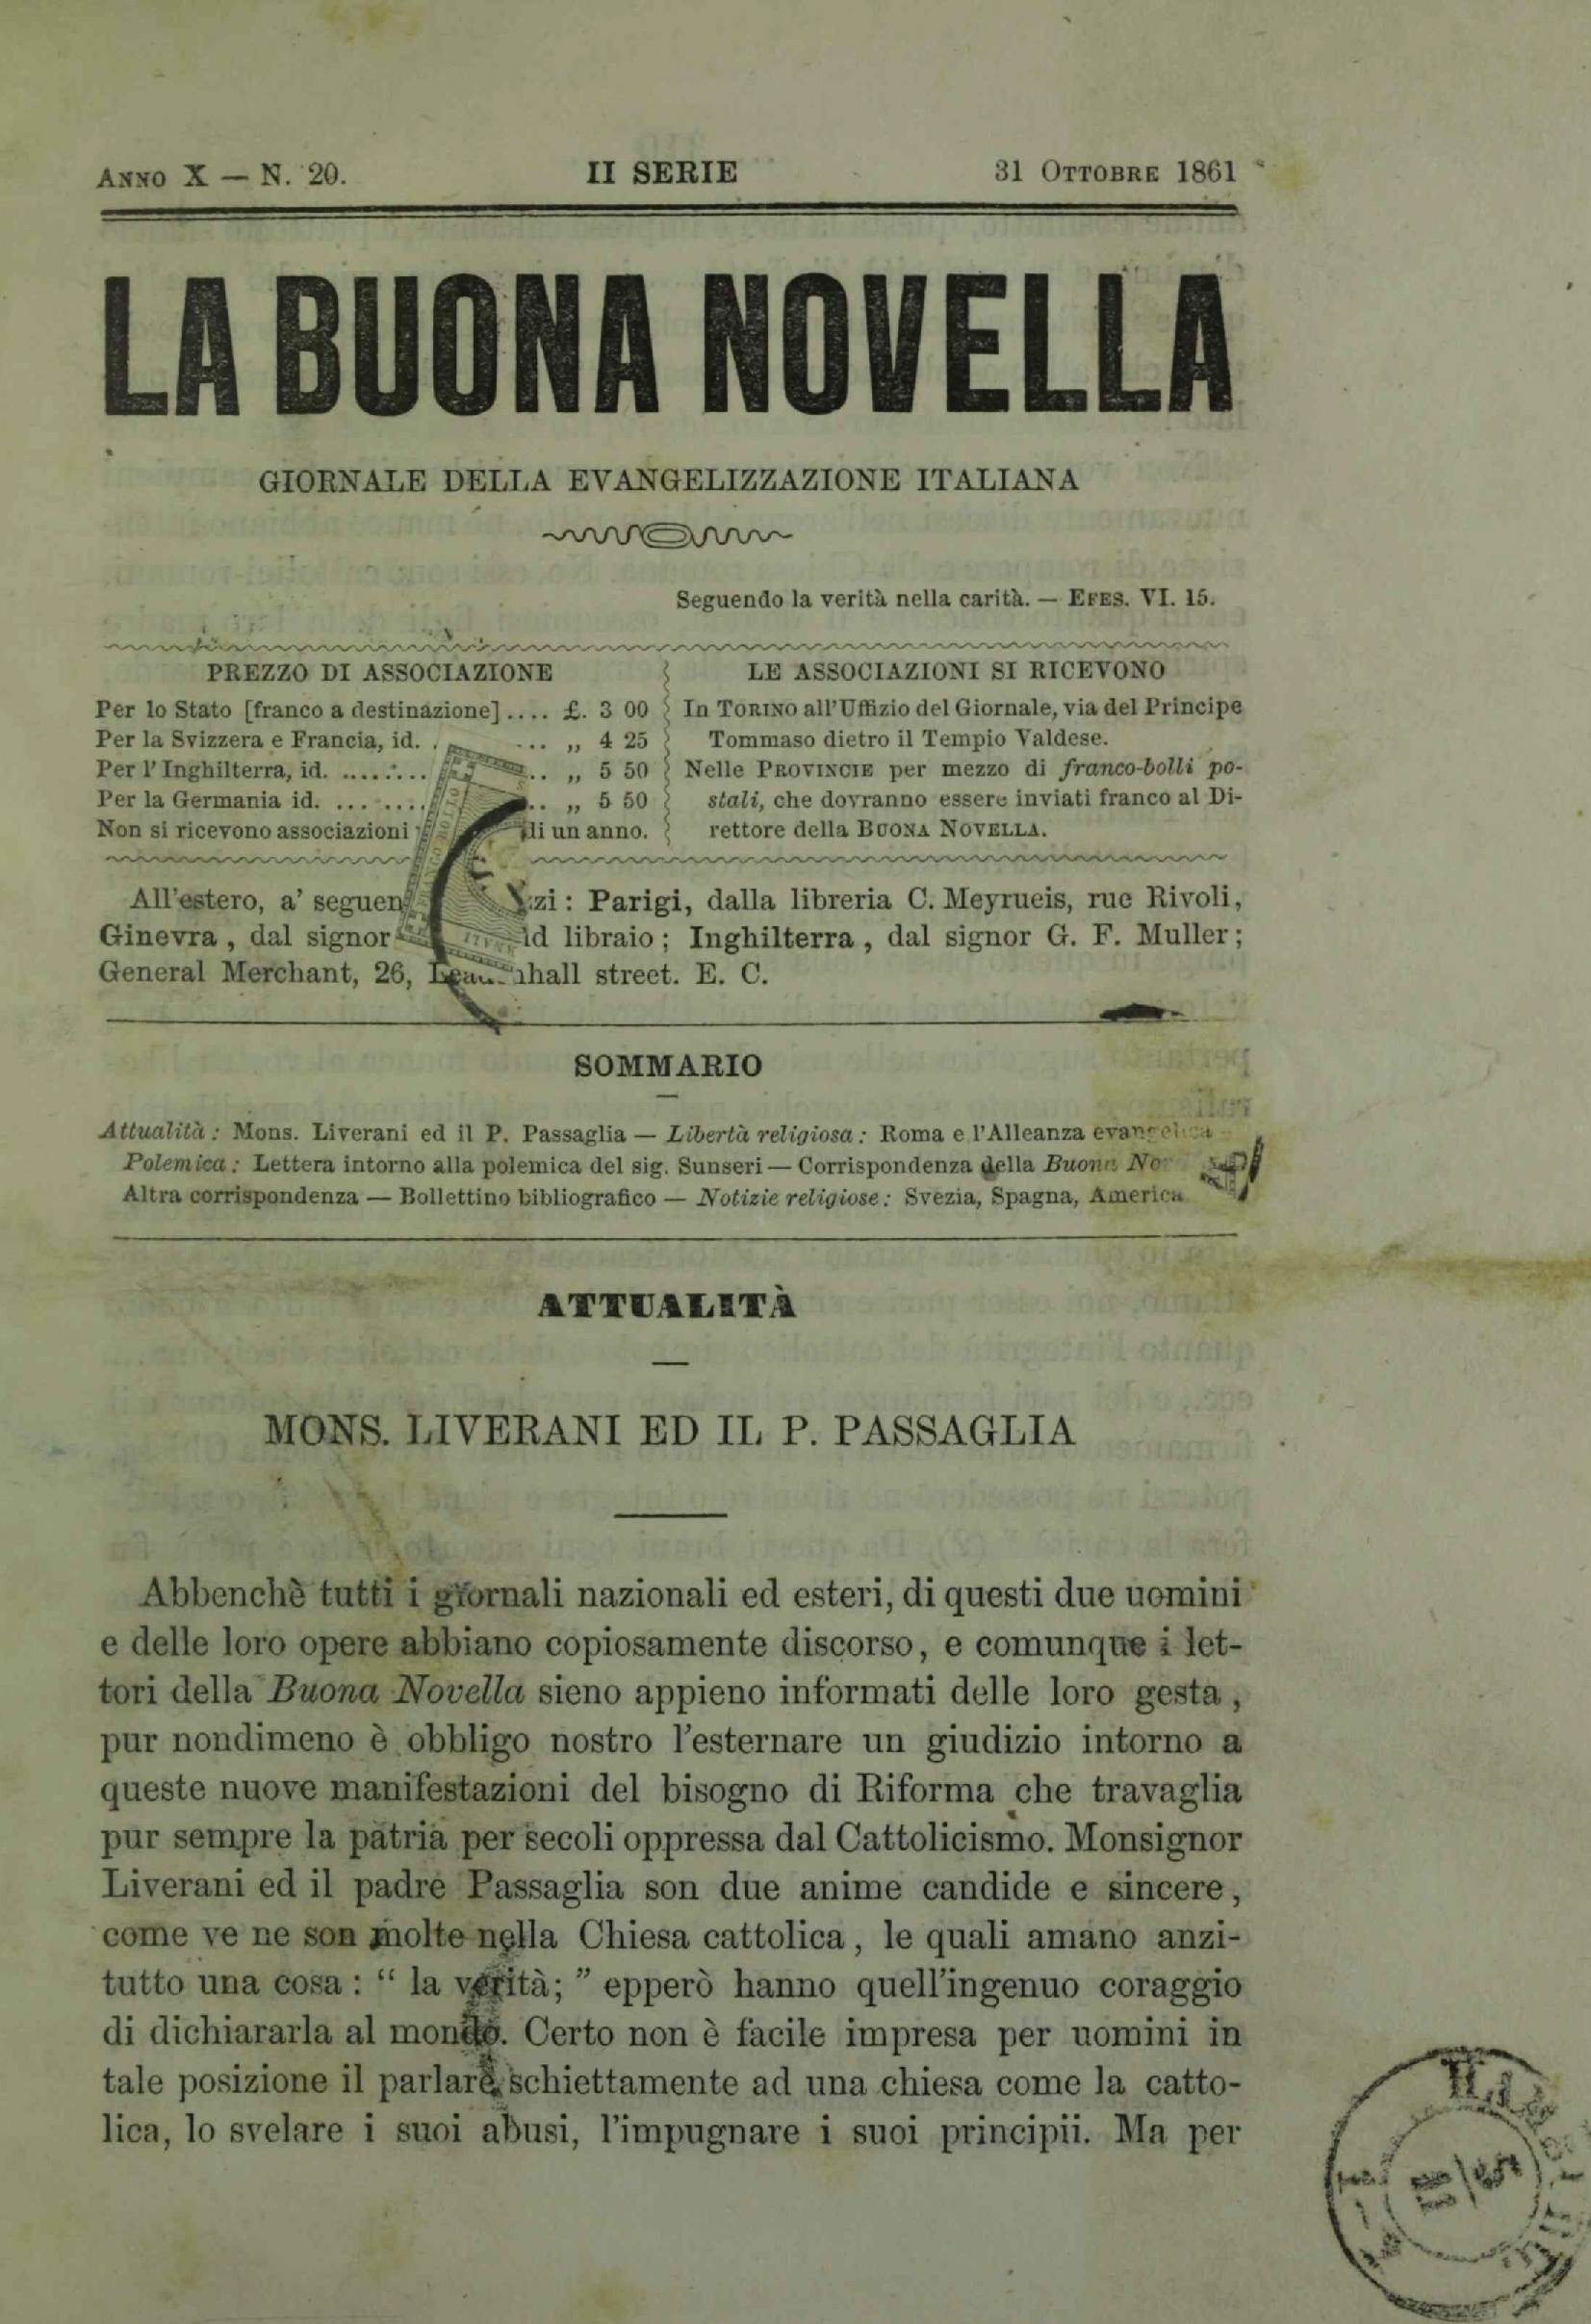 ANNO X — N. 20.
II SERIE
31 OTTOBRE 1861
LA BUONA NOVELLA
GIORNALE DELLA EVANGELIZZAZIONE ITALIANA
Seguendo la verità nella carità. — EFES. VI. 15.
PREZZO DI ASSOCIAZIONE
Per lo Stato [franco a destinazione].... £. 3 00
Per la Svizzera e Francia, id. . ... „ 4 25
Per l'Inghilterra, id. ......... .. „ 5 50
Per la Germania id. ... ..... .. „ 5 50
Non si ricevono associazioni di un anno.
LE ASSOCIAZIONI SI RICEVONO
In TORINO all'Uffizio del Giornale, via del Principe
Tommaso dietro il Tempio Valdese.
Nelle PROVINCIE per mezzo di franco-bolli po-
stali, che dovranno essere inviati franco al Di-
rettore della BUONA NOVELLA.
All'estero, a' : Parigi, dalla libreria C. Meyrueis, rue Rivoli,
Ginevra, dal signor libraio; Inghilterra, dal signor G. F. Muller;
General Merchant, 26, street. E. C.
SOMMARIO
Attualità: Mons. Liverani ed il P. Passaglia — Libertà religiosa: Roma e l'Alleanza evangelica
Polemica: Lettera intorno alla polemica del sig. Sunseri — Corrispondenza della Buona
Altra corrispondenza — Bollettino bibliografico — Notizie religiose: Svezia, Spagna, America
ATTUALITÀ
MONS. LIVERANI ED IL P. PASSAGLIA
Abbenchè tutti i giornali nazionali ed esteri, di questi due uomini
e delle loro opere abbiano copiosamente discorso, e comunque i let-
tori della Buona Novella sieno appieno informati delle loro gesta,
pur nondimeno è obbligo nostro l'esternare un giudizio intorno a
queste nuove manifestazioni del bisogno di Riforma che travaglia
pur sempre la patria per secoli oppressa dal Cattolicismo. Monsignor
Liverani ed il padre Passaglia son due anime candide e sincere,
come ve ne son molte nella Chiesa cattolica, le quali amano anzi-
tutto una cosa: “ la verità; ” epperò hanno quell'ingenuo coraggio
di dichiararla al mondo. Certo non è facile impresa per uomini in
tale posizione il parlare schiettamente ad una chiesa come la catto-
lica, lo svelare i suoi abusi, l'impugnare i suoi principii. Ma per